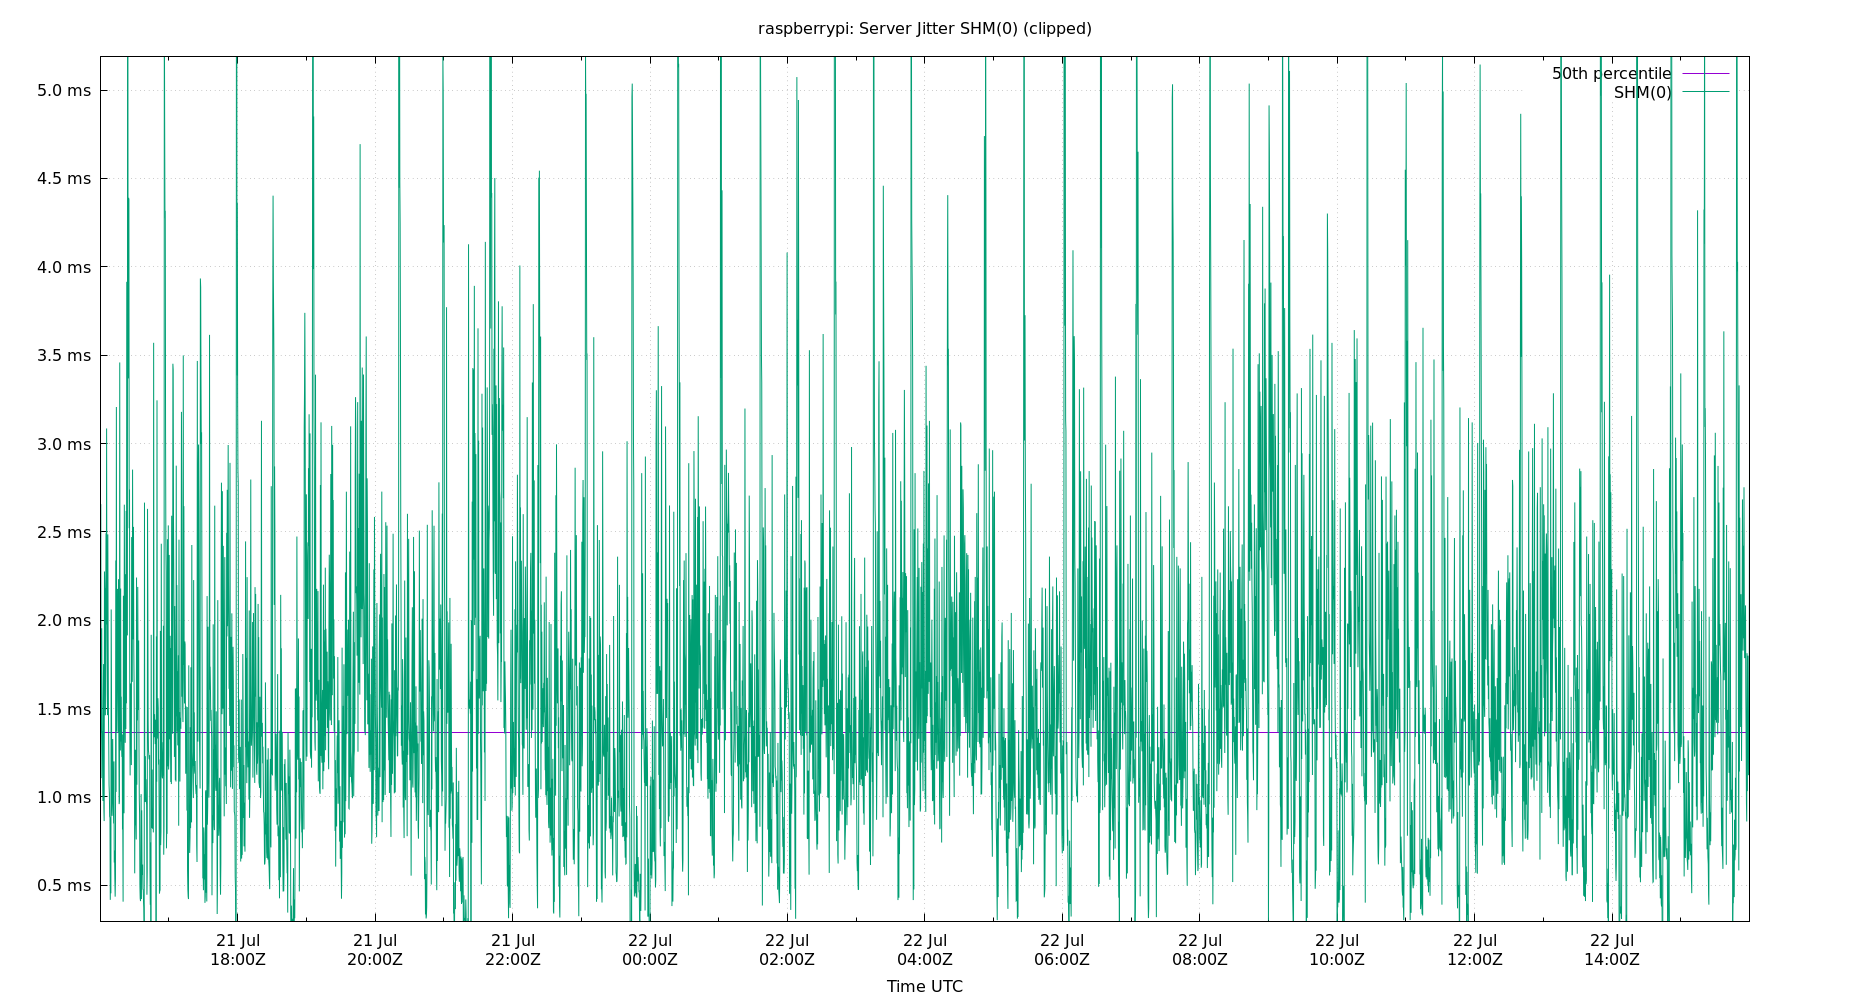 raspberrypi: Server Jitter SHM(0) (clipped)
50th percentile
SHM(0)
5.0 ms
4.5 ms
4.0 ms
3.5 ms
3.0 ms
2.5 ms
2.0 ms
1.5 ms
1.0 ms
0.5 ms
21 Jul 21 Jul 21 Jul 22 Jul 22 Jul 22 Jul 22 Jul 22 Jul 22 Jul 22 Jul 22 Jul
18:00Z 20:00Z 22:00Z 00:00Z 02:00Z 04:00Z 06:00Z 08:00Z 10:00Z 12:00Z 14:00Z
Time UTC